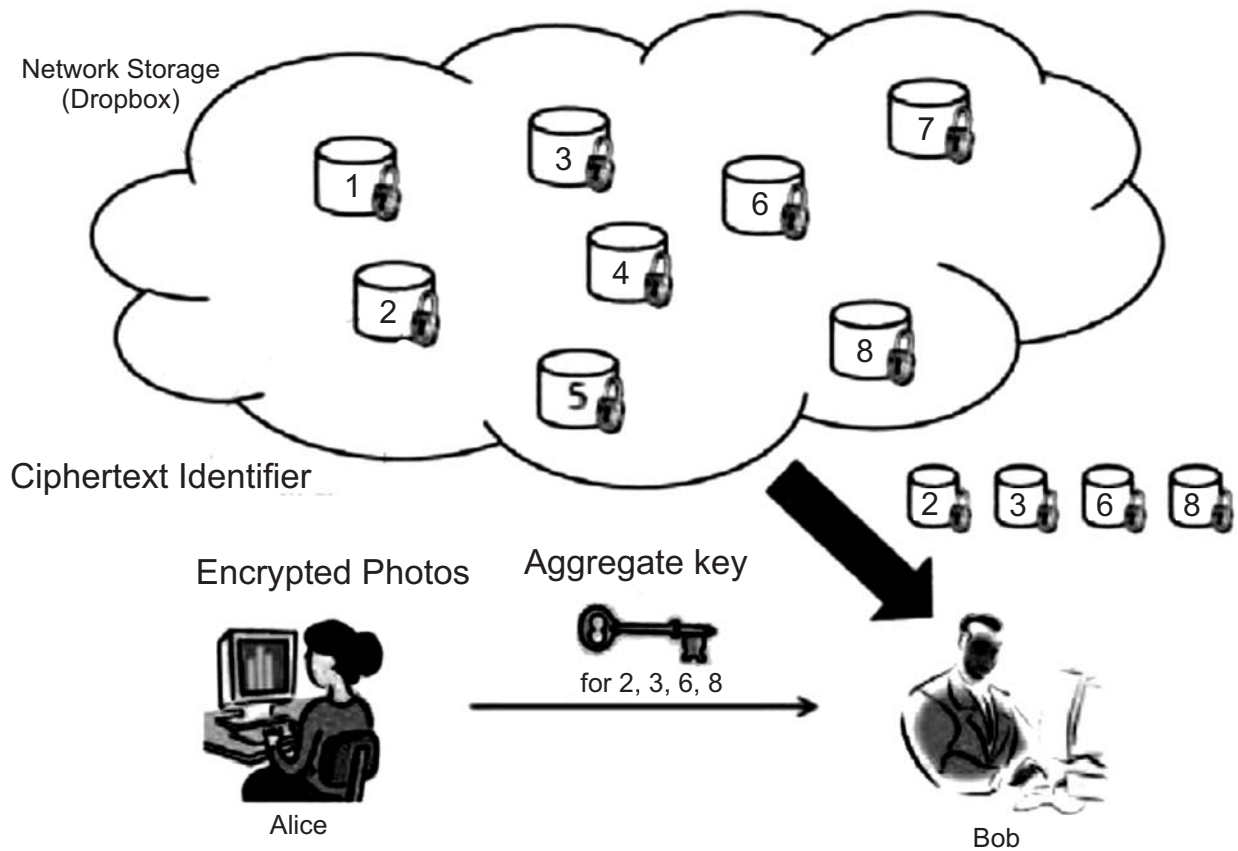 Network Storage
(Dropbox)
1
3
7
6
4
2
8
5
Ciphertext Identifier
2
3
6
8
Encrypted Photos
Aggregate key
for 2, 3, 6, 8
Alice
Bob